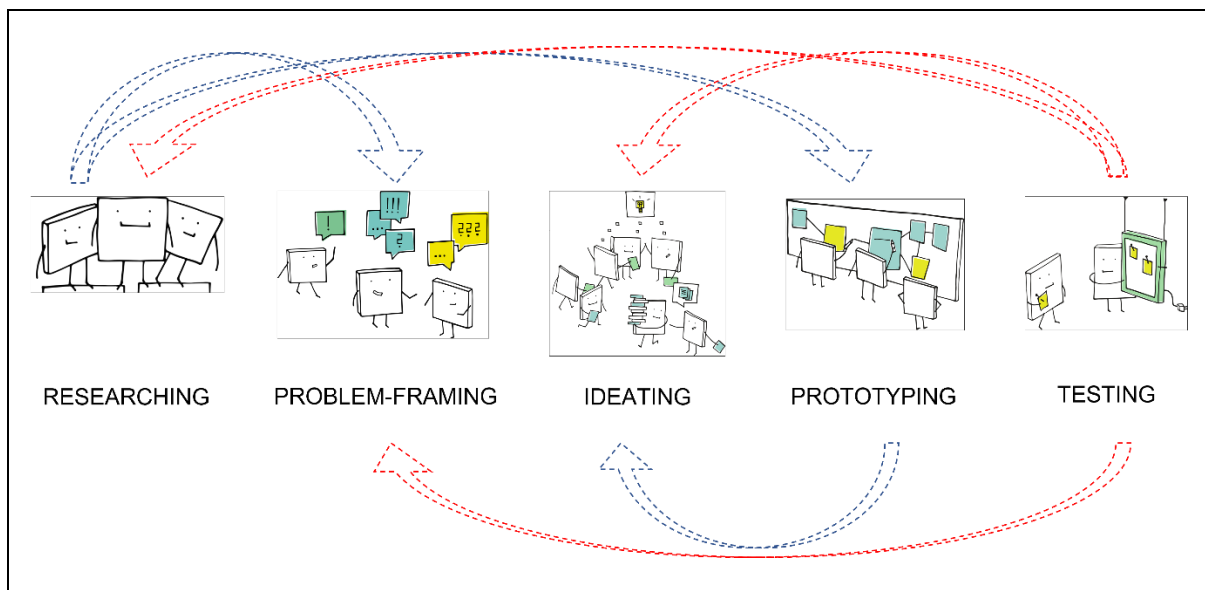 !
!!!
...
?
???
...
RESEARCHING
PROBLEM-FRAMING
IDEATING
PROTOTYPING
TESTING